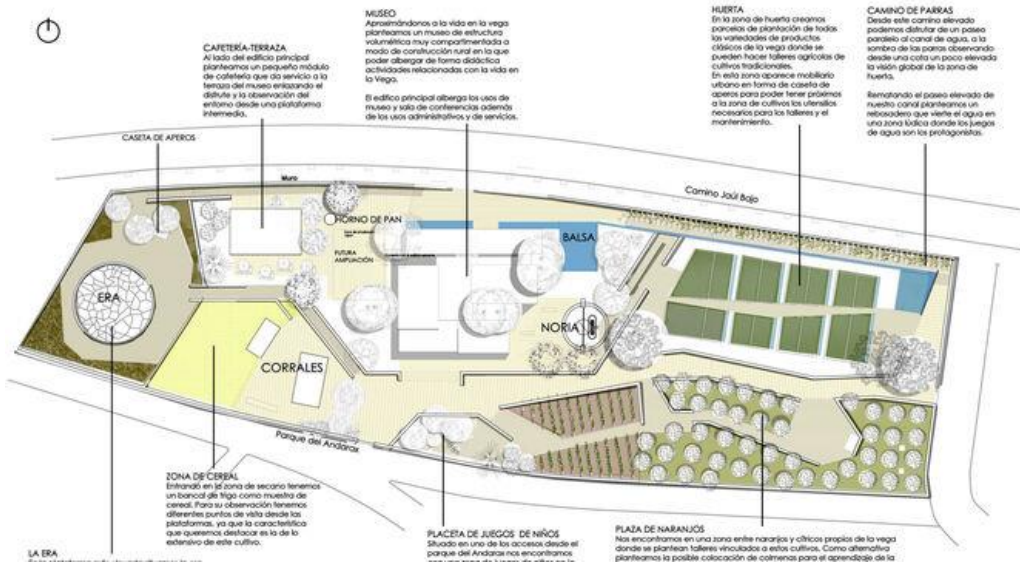 MUSEO
Aproximándonos a la vida en la vega
planteamos un museo de estructura
volumétrica muy compartimentada a
modo de construcción rural en la que
poder albergar de forma didáctica
actividades relacionadas con la vida en
la Vega.
El edifico principal alberga los usos de
museo y sala de conferencias además
de los usos administrativos y de servicios.
HUERTA
En la zona de huerta creamos
parcelas de plantación de todas
las variedades de productos
clásicos de la vega donde se
pueden hacer talleres agrícolas de
cultivos tradicionales.
En esta zona aparece mobiliario
urbano en forma de caseta de
aperos para poder tener próximos
a la zona de cultivos los utensilios
necesarios para los talleres y el
mantenimiento.
CAMINO DE PARRAS
Desde este camino elevado
podemos disfrutar de un paseo
paralelo al canal de agua, a la
sombra de las parras observando
desde una cota un poco elevada
la visión global de la zona de
huerta.
Rematando el paseo elevado de
nuestro canal planteamos un
rebosadero que vierte el agua en
una zona lúdica donde los juegos
de agua son los protagonistas.
CAFETERÍA-TERRAZA
Al lado del edificio principal
planteamos un pequeño módulo
de cafetería que da servicio a la
terraza del museo enlazando el
disfrute y la observación del
entorno desde una plataforma
intermedia.
CASETA DE APEROS
Muro
Camino Jaúl Bajo
HORNO DE PAN
FUTURA
AMPLIACIÓN
BALSA
ERA
NORIA
CORRALES
Parque del Andarax
ZONA DE CEREAL
Entrando en la zona de secano tenemos
un bancal de trigo como muestra de
cereal. Para su observación tenemos
diferentes puntos de vista desde las
plataformas, ya que la característica
que queremos destacar es la de lo
extensivo de este cultivo.
LA ERA
PLACETA DE JUEGOS DE NIÑOS
Situado en uno de los accesos desde el
parque del Andarax nos encontramos
PLAZA DE NARANJOS
Nos encontramos en una zona entre naranjos y cítricos propios de la vega
donde se plantean talleres vinculados a estos cultivos. Como alternativa
planteamos la posible colocación de colmenas para el aprendizaje de la